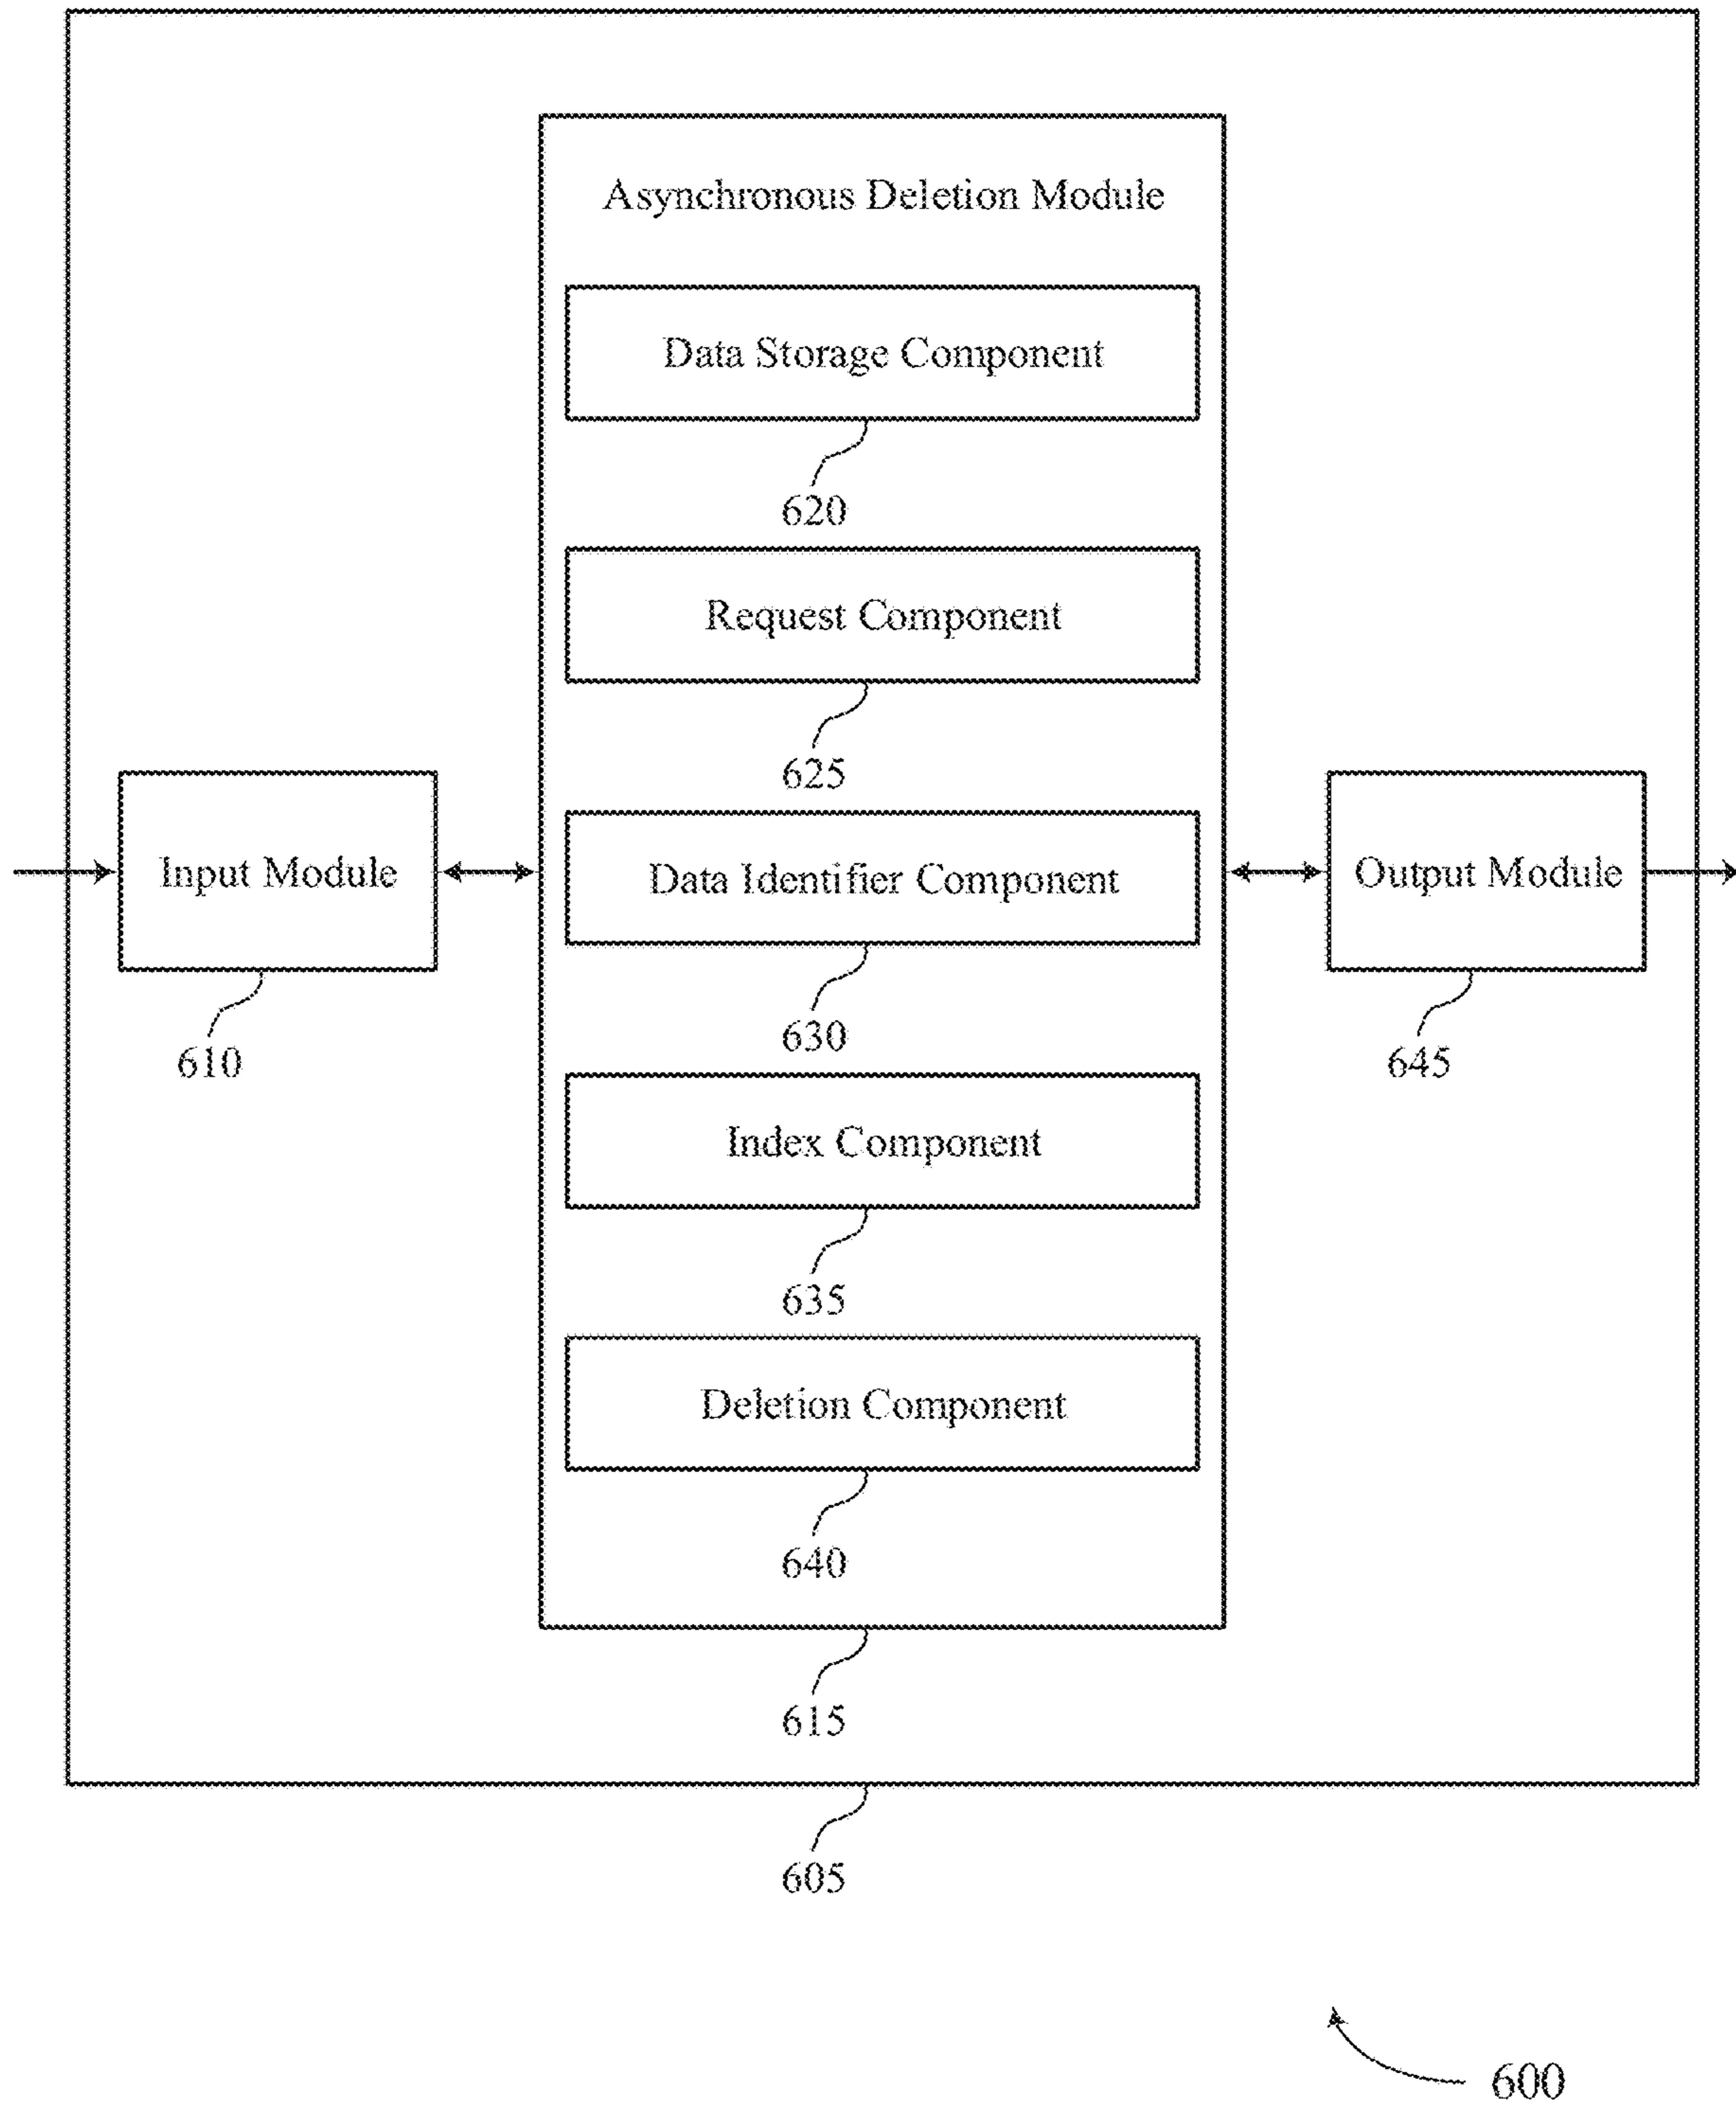 Asynchronous Deletion Module
Data Storage Component
620
Request Component
625
Input Module
610
Data Identifier Component
630
Output Module
645
Index Component
635
Deletion Component
640
615
605
600